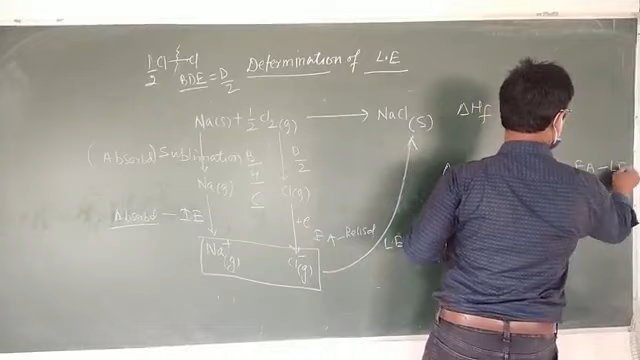 1/2 Cl-Cl
BDE = D/2
Determination of L.E
Na(s) + 1/2 Cl2(g) → NaCl(s) ΔHf
(Absorbed) Sublimation
D/2
Na(g) Cl(g)
Absorbed - IE
+e
EA -
LE
Na+(g) Cl-(g)
EA - LE